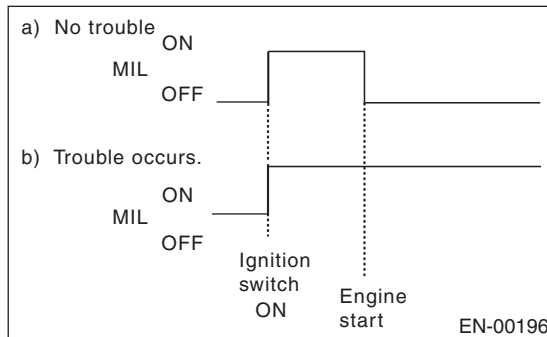 a) No trouble
ON
MIL
OFF
b) Trouble occurs.
ON
MIL
OFF
Ignition
switch
ON
Engine
start
EN-00196